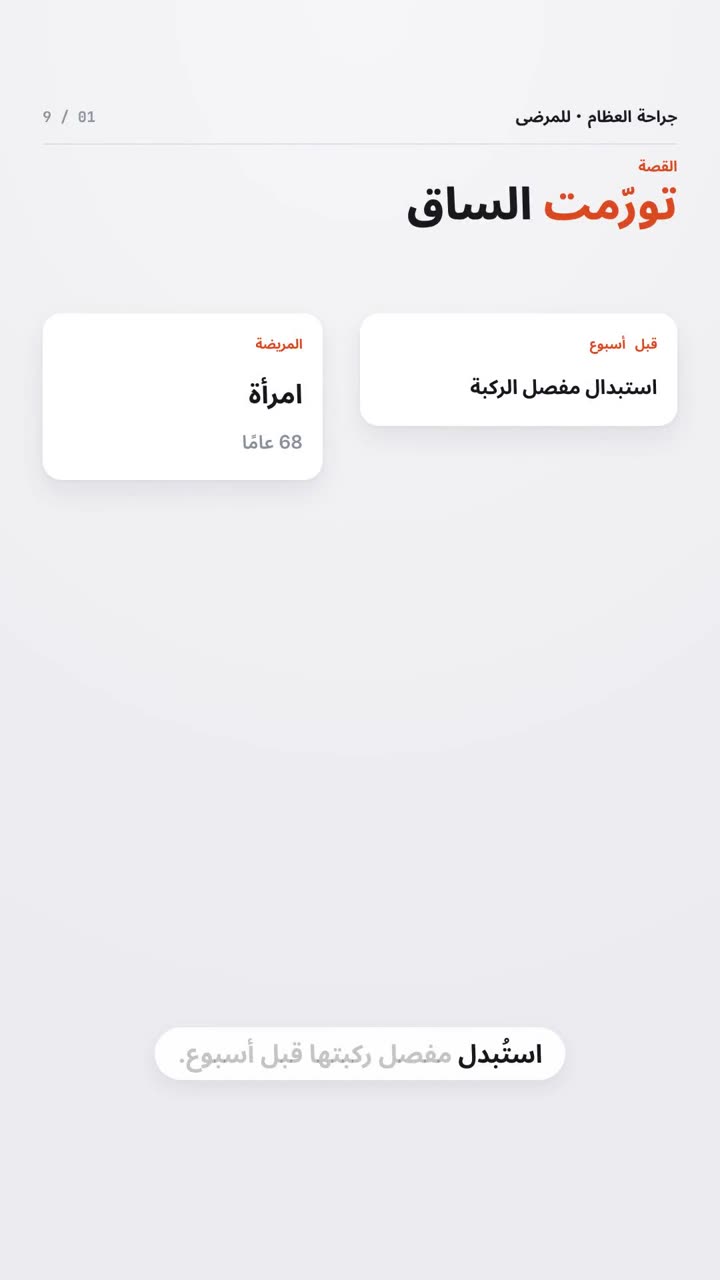 جراحة العظام • للمرضى
9 / 01
القصة
تورّمت الساق
قبل أسبوع
استبدال مفصل الركبة
المريضة
امرأة
68 عامًا
استُبدل مفصل ركبتها قبل أسبوع.